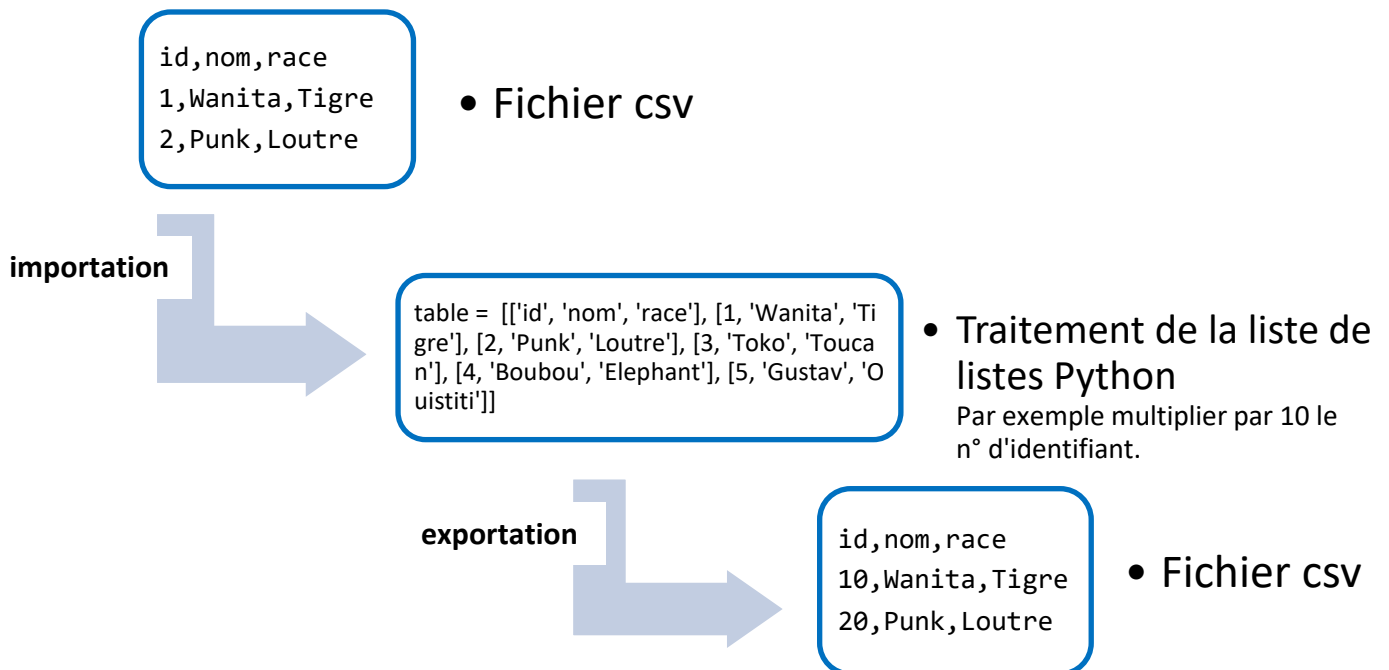 id,nom,race
1,Wanita,Tigre
2,Punk,Loutre
• Fichier csv
importation
table =  [['id', 'nom', 'race'], [1, 'Wanita', 'Ti
gre'], [2, 'Punk', 'Loutre'], [3, 'Toko', 'Touca
n'], [4, 'Boubou', 'Elephant'], [5, 'Gustav', 'O
uistiti']]
• Traitement de la liste de
listes Python
Par exemple multiplier par 10 le
n° d'identifiant.
exportation
id,nom,race
10,Wanita,Tigre
20,Punk,Loutre
• Fichier csv